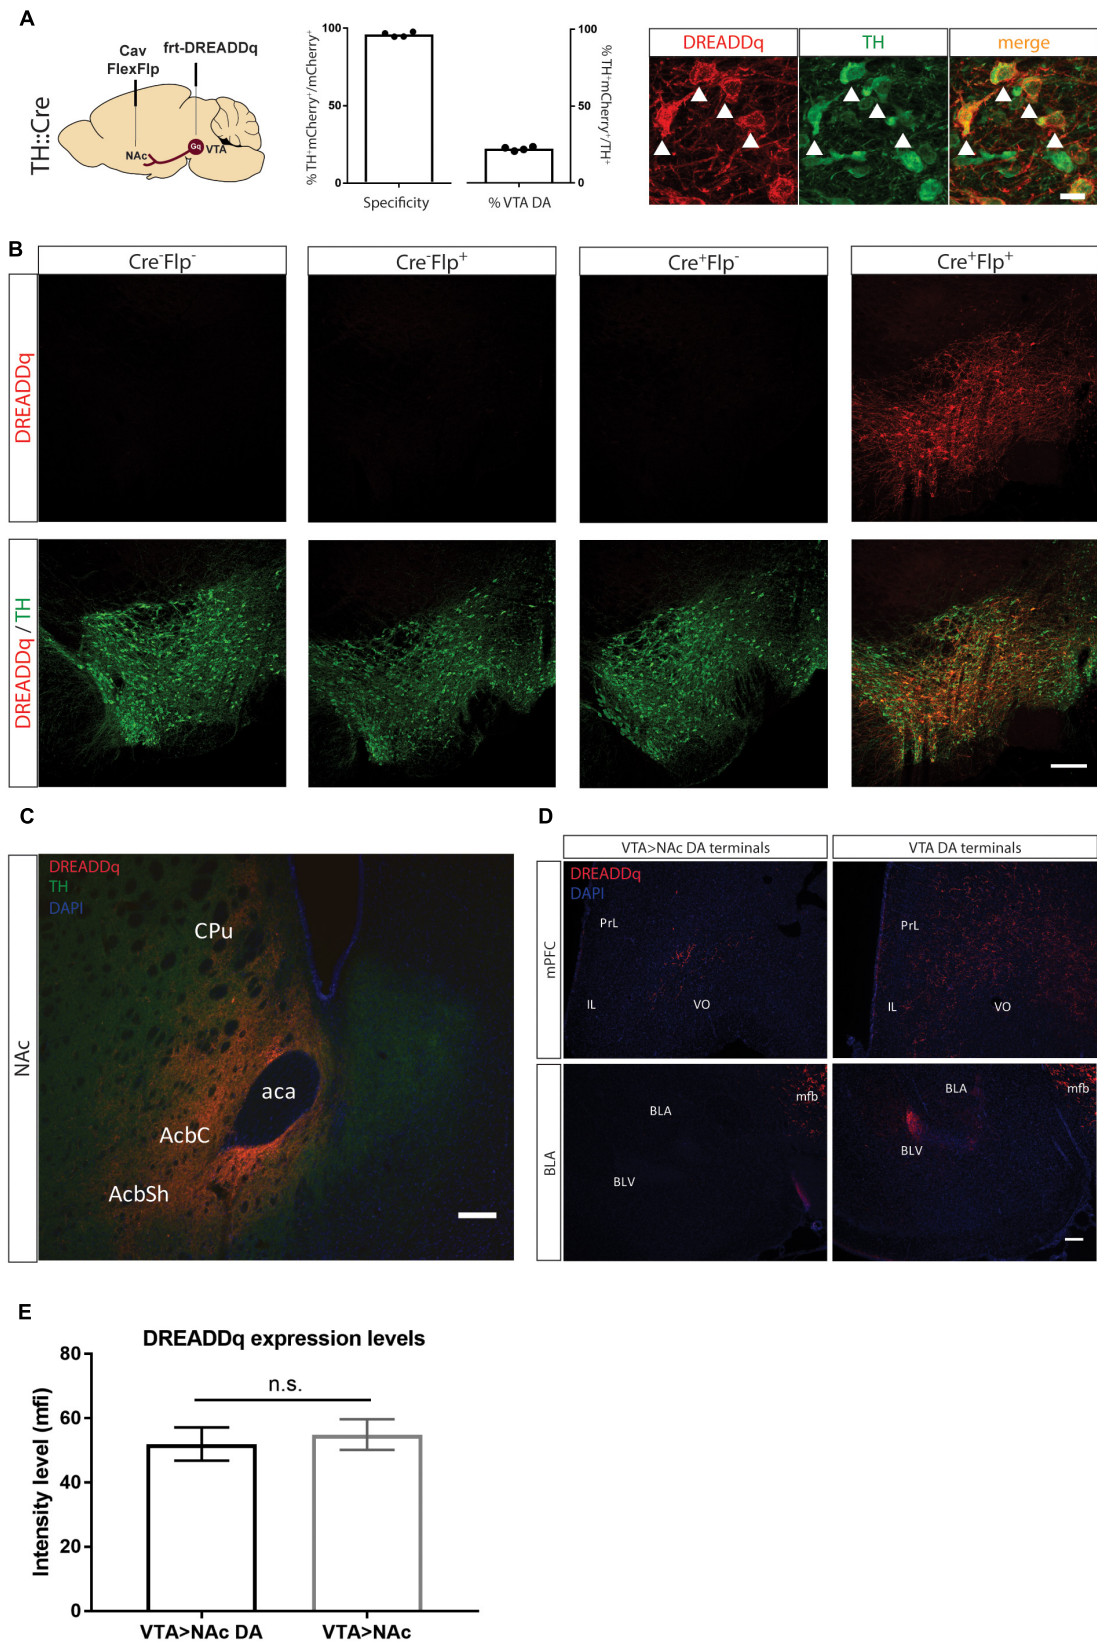 A
TH::Cre
Cav
FlexFlp
frt-DREADDq
NAc
Gq
VTA
% TH⁺mCherry⁺/mCherry⁺
100
50
0
Specificity
100
50
0
% TH⁺mCherry⁺/TH⁺
% VTA DA
DREADDq
TH
merge
B
Cre⁻Flp⁻
Cre⁻Flp⁺
Cre⁺Flp⁻
Cre⁺Flp⁺
DREADDq
DREADDq / TH
C
NAc
DREADDq
TH
DAPI
CPu
aca
AcbC
AcbSh
D
VTA>NAc DA terminals
VTA DA terminals
mPFC
DREADDq
DAPI
PrL
IL
VO
PrL
IL
VO
BLA
BLA
BLV
mfb
BLA
BLV
mfb
E
DREADDq expression levels
n.s.
Intensity level (mfi)
80
60
40
20
0
VTA>NAc DA
VTA>NAc